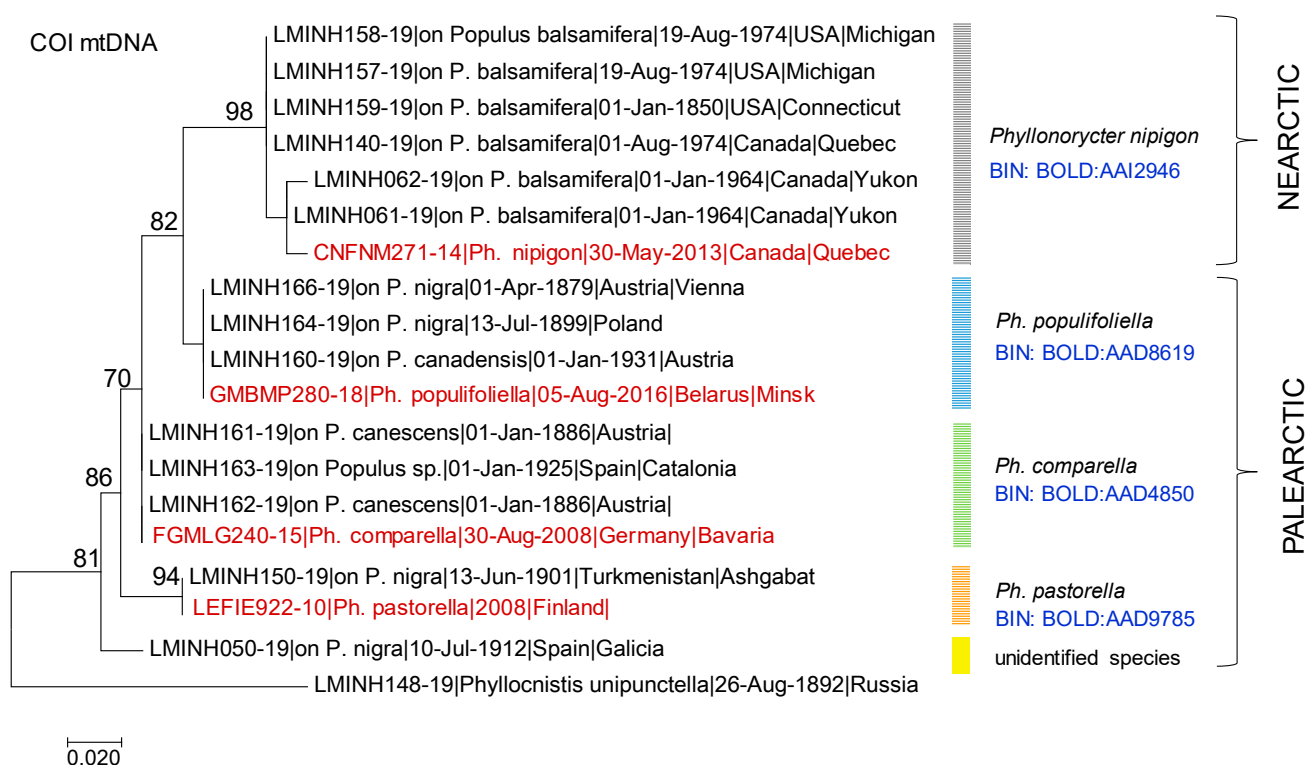 COI mtDNA
98
82
70
86
81
94
LMINH158-19|on Populus balsamifera|19-Aug-1974|USA|Michigan
LMINH157-19|on P. balsamifera|19-Aug-1974|USA|Michigan
LMINH159-19|on P. balsamifera|01-Jan-1850|USA|Connecticut
LMINH140-19|on P. balsamifera|01-Aug-1974|Canada|Quebec
LMINH062-19|on P. balsamifera|01-Jan-1964|Canada|Yukon
LMINH061-19|on P. balsamifera|01-Jan-1964|Canada|Yukon
CNFNM271-14|Ph. nipigon|30-May-2013|Canada|Quebec
LMINH166-19|on P. nigra|01-Apr-1879|Austria|Vienna
LMINH164-19|on P. nigra|13-Jul-1899|Poland
LMINH160-19|on P. canadensis|01-Jan-1931|Austria
GMBMP280-18|Ph. populifoliella|05-Aug-2016|Belarus|Minsk
LMINH161-19|on P. canescens|01-Jan-1886|Austria|
LMINH163-19|on Populus sp.|01-Jan-1925|Spain|Catalonia
LMINH162-19|on P. canescens|01-Jan-1886|Austria|
FGMLG240-15|Ph. comparella|30-Aug-2008|Germany|Bavaria
LMINH150-19|on P. nigra|13-Jun-1901|Turkmenistan|Ashgabat
LEFIE922-10|Ph. pastorella|2008|Finland|
LMINH050-19|on P. nigra|10-Jul-1912|Spain|Galicia
LMINH148-19|Phyllocnistis unipunctella|26-Aug-1892|Russia
Phyllonorycter nipigon
BIN: BOLD:AAI2946
Ph. populifoliella
BIN: BOLD:AAD8619
Ph. comparella
BIN: BOLD:AAD4850
Ph. pastorella
BIN: BOLD:AAD9785
unidentified species
NEARCTIC
PALEARCTIC
0.020